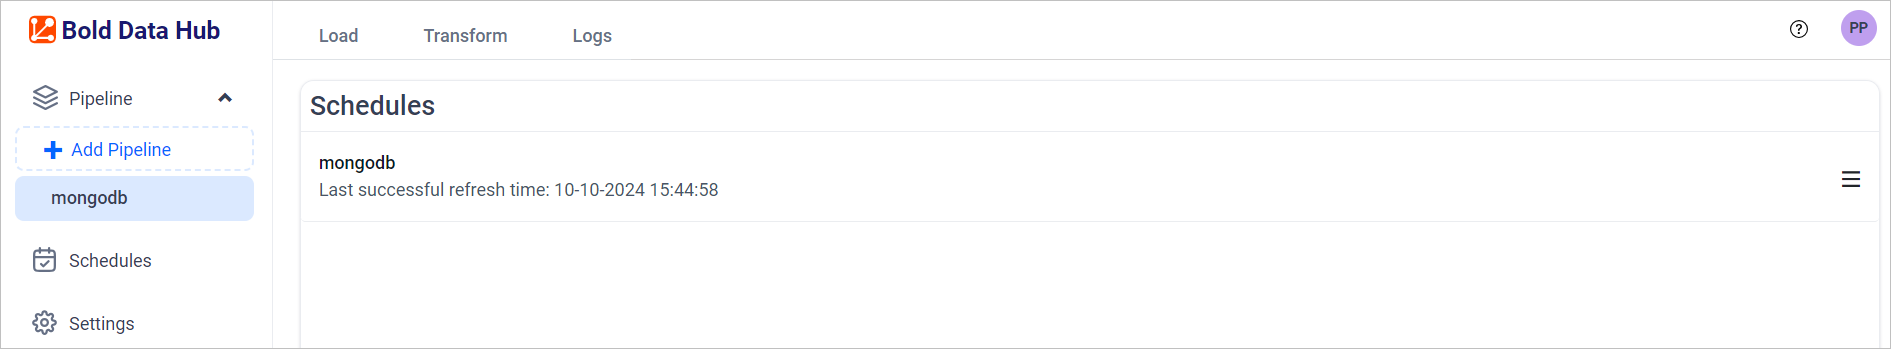 Bold Data Hub
Load
Transform
Logs
?
PP
Pipeline
+ Add Pipeline
mongodb
Schedules
Settings
Schedules
mongodb
Last successful refresh time: 10-10-2024 15:44:58